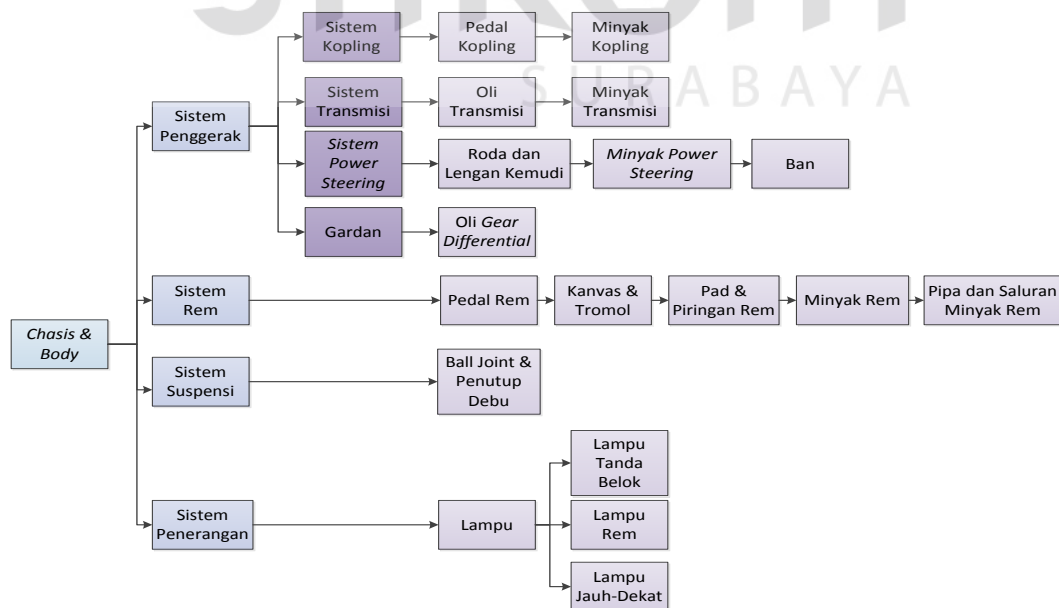 SURABAYA
Sistem
Kopling
Pedal
Kopling
Minyak
Kopling
Sistem
Transmisi
Oli
Transmisi
Minyak
Transmisi
Sistem
Penggerak
Sistem
Power
Steering
Roda dan
Lengan Kemudi
Minyak Power
Steering
Ban
Gardan
Oli Gear
Differential
Chasis &
Body
Sistem
Rem
Pedal Rem
Kanvas &
Tromol
Pad &
Piringan Rem
Minyak Rem
Pipa dan Saluran
Minyak Rem
Sistem
Suspensi
Ball Joint &
Penutup
Debu
Sistem
Penerangan
Lampu
Lampu
Tanda
Belok
Lampu
Rem
Lampu
Jauh-Dekat